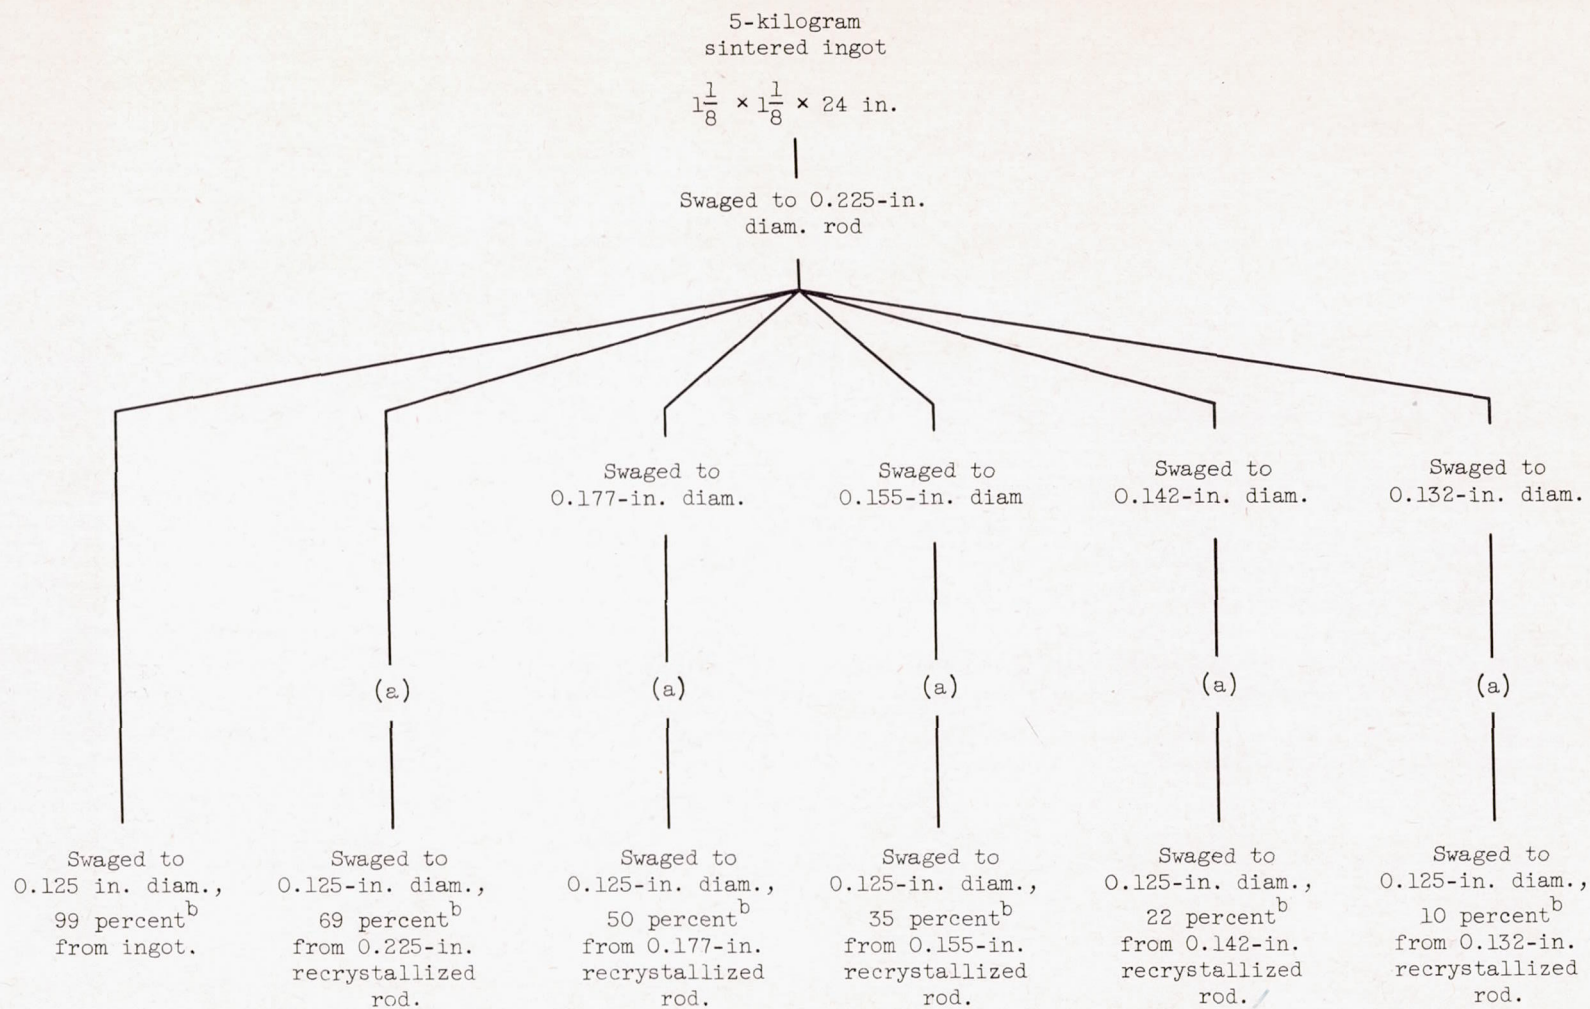 5-kilogram
sintered ingot
1 1/8 × 1 1/8 × 24 in.
Swaged to 0.225-in.
diam. rod
Swaged to
0.177-in. diam.
Swaged to
0.155-in. diam
Swaged to
0.142-in. diam.
Swaged to
0.132-in. diam.
(a)
(a)
(a)
(a)
(a)
Swaged to
0.125 in. diam.,
99 percent^b
from ingot.
Swaged to
0.125-in. diam.,
69 percent^b
from 0.225-in.
recrystallized
rod.
Swaged to
0.125-in. diam.,
50 percent^b
from 0.177-in.
recrystallized
rod.
Swaged to
0.125-in. diam.,
35 percent^b
from 0.155-in.
recrystallized
rod.
Swaged to
0.125-in. diam.,
22 percent^b
from 0.142-in.
recrystallized
rod.
Swaged to
0.125-in. diam.,
10 percent^b
from 0.132-in.
recrystallized
rod.